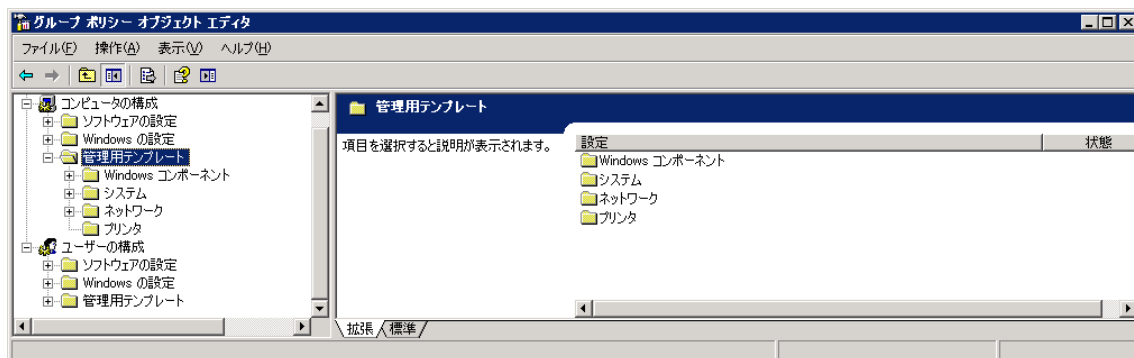 グループ ポリシー オブジェクト エディタ
ファイル(F) 操作(A) 表示(V) ヘルプ(H)
コンピュータの構成
ソフトウェアの設定
Windows の設定
管理用テンプレート
Windows コンポーネント
システム
ネットワーク
プリンタ
ユーザーの構成
ソフトウェアの設定
Windows の設定
管理用テンプレート
管理用テンプレート
項目を選択すると説明が表示されます。
設定 状態
Windows コンポーネント
システム
ネットワーク
プリンタ
拡張 標準